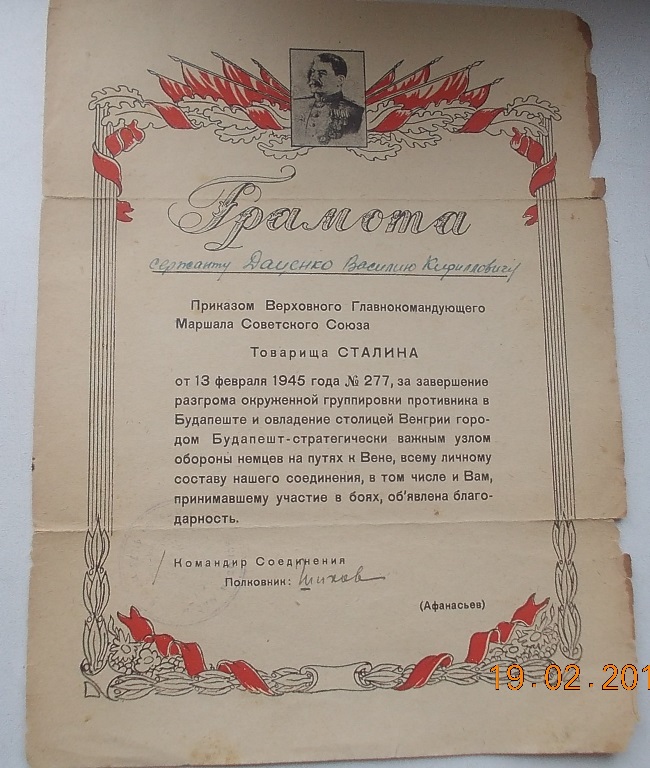 Грамота
сержанту Даценко Василию Кирилловичу
Приказом Верховного Главнокомандующего
Маршала Советского Союза
Товарища СТАЛИНА
от 13 февраля 1945 года № 277, за завершение
разгрома окруженной группировки противника в
Будапеште и овладение столицей Венгрии горо-
дом Будапешт-стратегически важным узлом
обороны немцев на путях к Вене, всему личному
составу нашего соединения, в том числе и Вам,
принимавшему участие в боях, об'явлена благо-
дарность.
Командир Соединения
Полковник:
(Афанасьев)
19.02.201